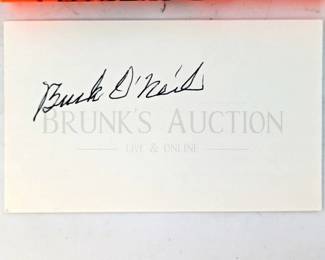 Buck O'Neil
BRUNK'S AUCTION
LIVE & ONLINE